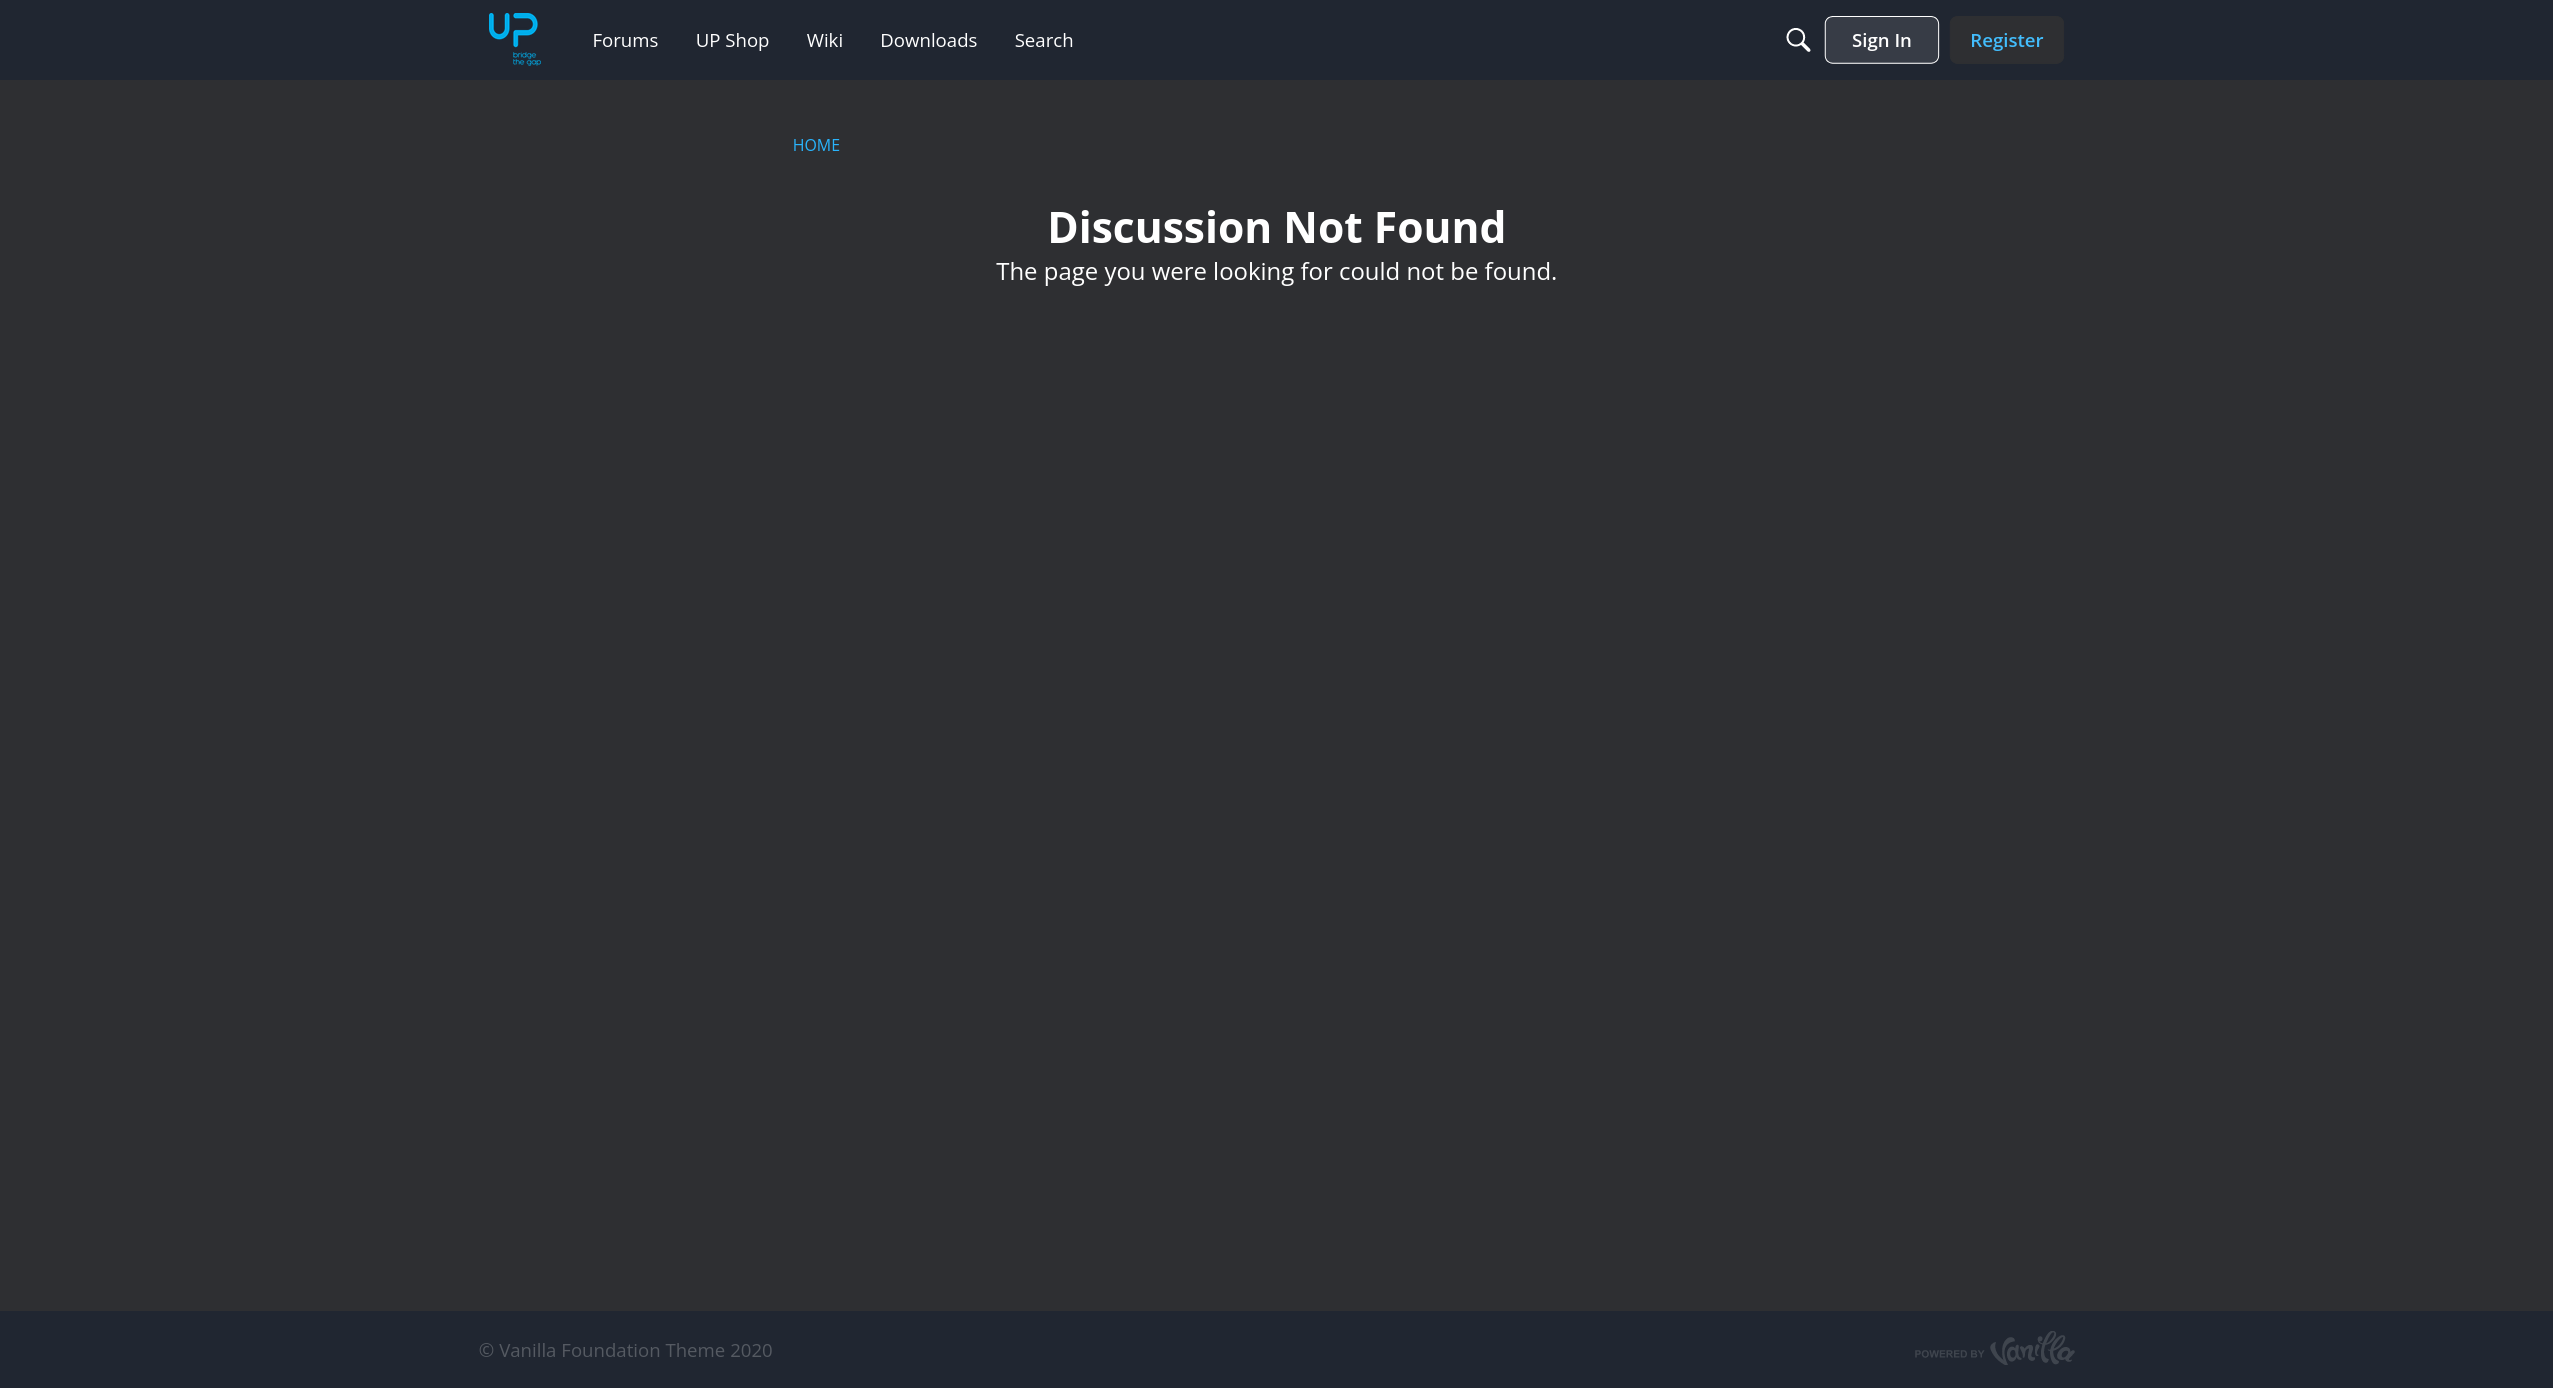 UP
bridge
the gap
Forums UP Shop Wiki Downloads Search
Sign In Register
HOME
Discussion Not Found
The page you were looking for could not be found.
© Vanilla Foundation Theme 2020
POWERED BY Vanilla